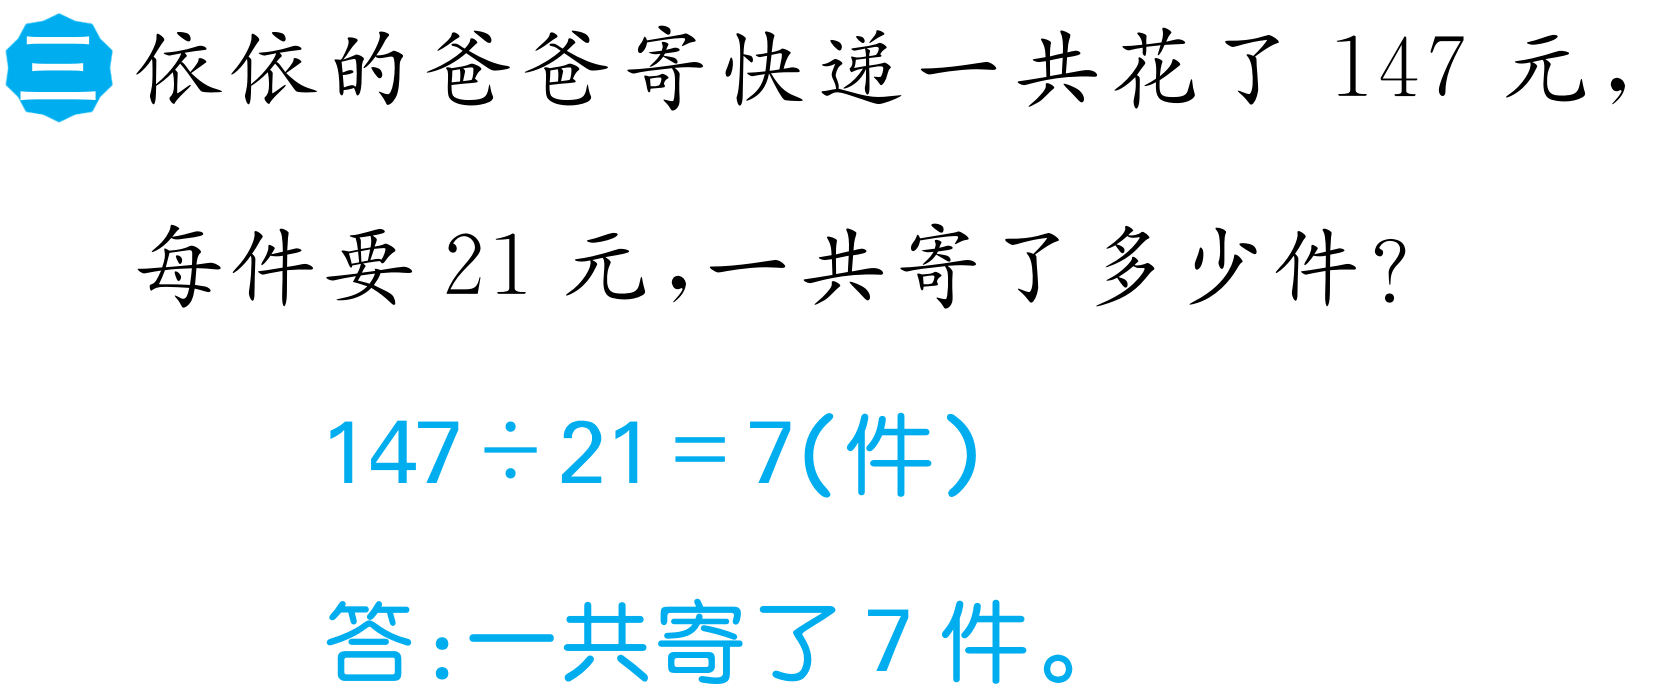 三 依依的爸爸寄快递一共花了 147 元，
每件要 21 元，一共寄了多少件？
147÷21＝7(件)
答：一共寄了 7 件。